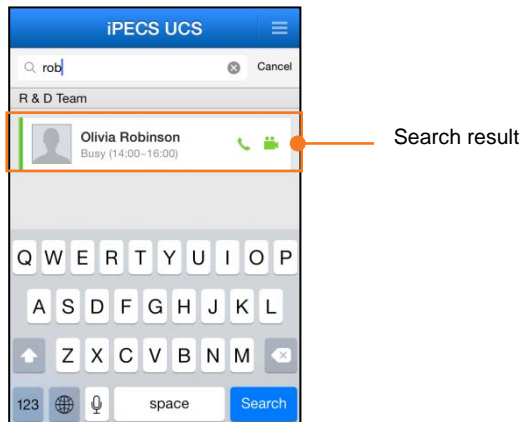 iPECS UCS
rob Cancel
R & D Team
Olivia Robinson
Busy (14:00~16:00)
Search result
Q W E R T Y U I O P
A S D F G H J K L
Z X C V B N M
123 space Search